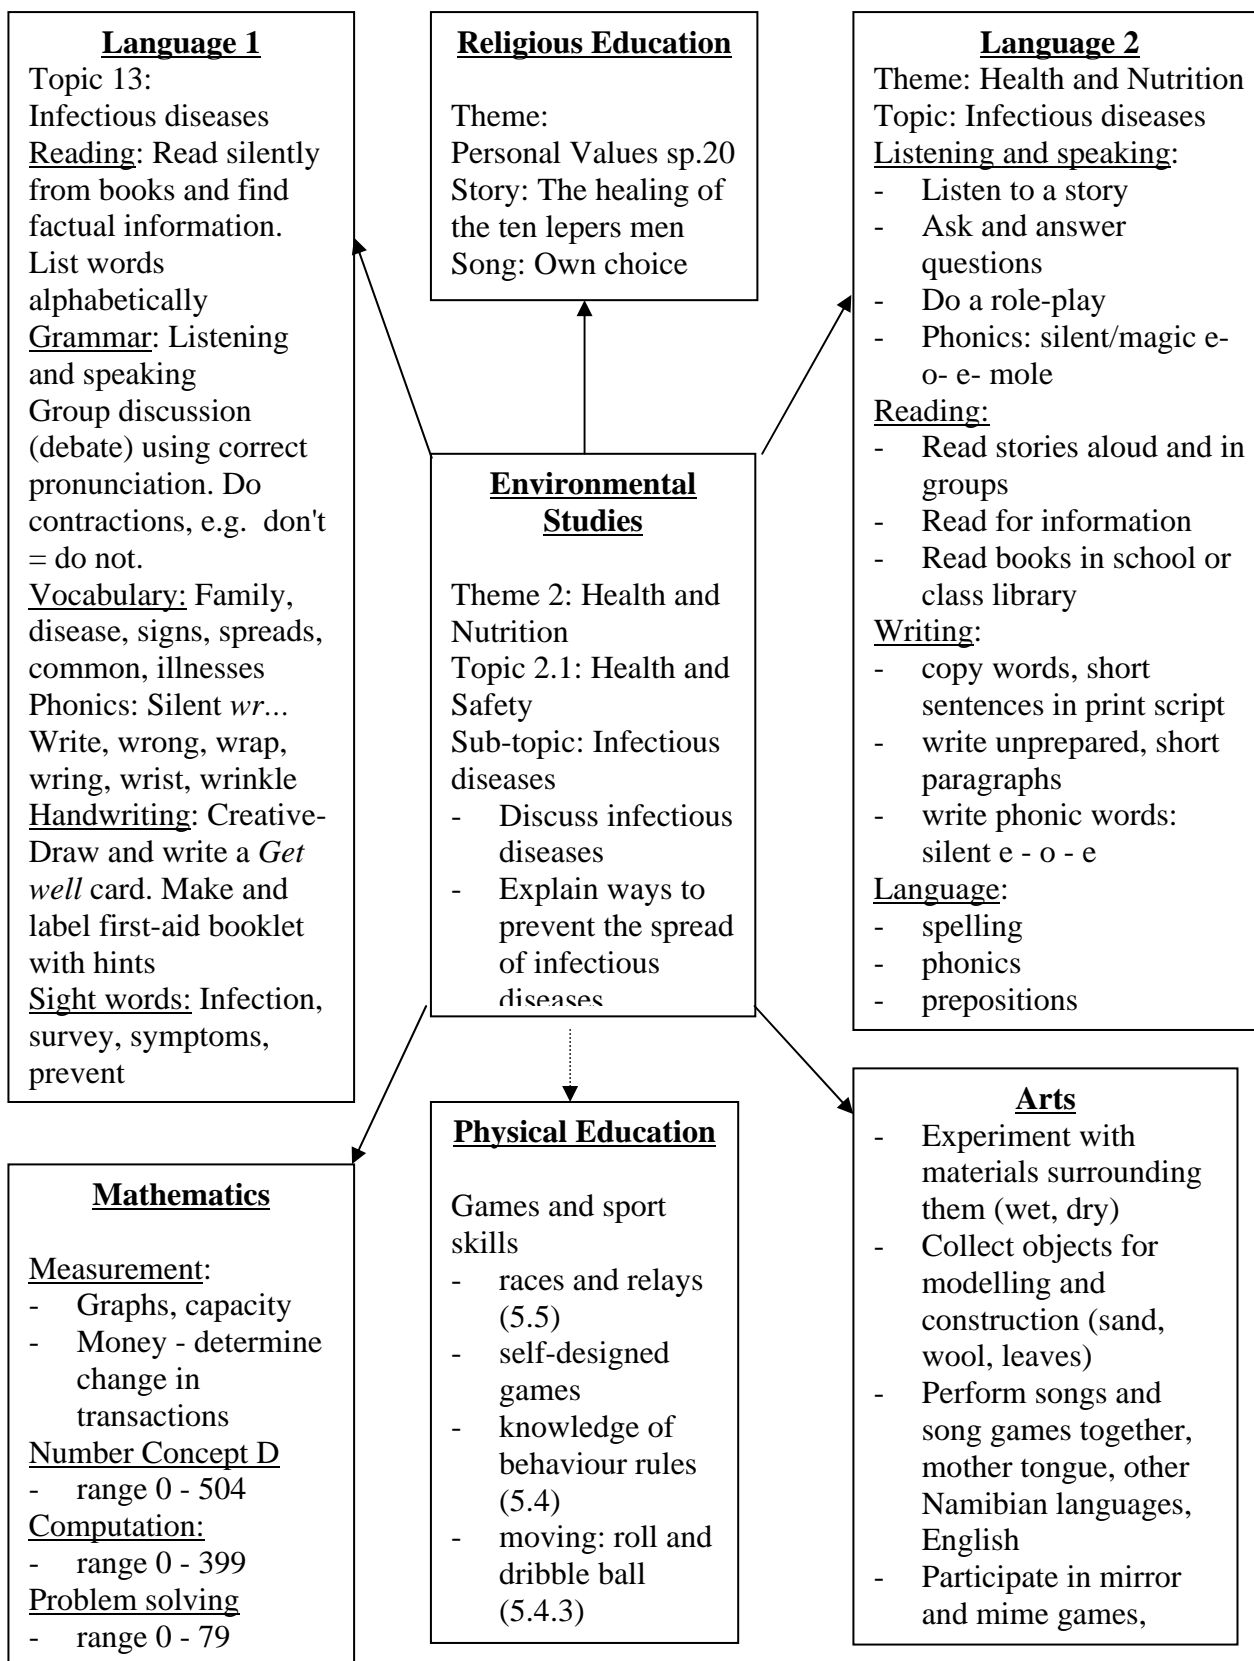 Language 1
Topic 13:
Infectious diseases
Reading: Read silently
from books and find
factual information.
List words
alphabetically
Grammar: Listening
and speaking
Group discussion
(debate) using correct
pronunciation. Do
contractions, e.g.  don't
= do not.
Vocabulary: Family,
disease, signs, spreads,
common, illnesses
Phonics: Silent wr...
Write, wrong, wrap,
wring, wrist, wrinkle
Handwriting: Creative-
Draw and write a Get
well card. Make and
label first-aid booklet
with hints
Sight words: Infection,
survey, symptoms,
prevent
Religious Education
Theme:
Personal Values sp.20
Story: The healing of
the ten lepers men
Song: Own choice
Language 2
Theme: Health and Nutrition
Topic: Infectious diseases
Listening and speaking:
- Listen to a story
- Ask and answer
questions
- Do a role-play
- Phonics: silent/magic e-
o- e- mole
Reading:
- Read stories aloud and in
groups
- Read for information
- Read books in school or
class library
Writing:
- copy words, short
sentences in print script
- write unprepared, short
paragraphs
- write phonic words:
silent e - o - e
Language:
- spelling
- phonics
- prepositions
Environmental
Studies
Theme 2: Health and
Nutrition
Topic 2.1: Health and
Safety
Sub-topic: Infectious
diseases
- Discuss infectious
diseases
- Explain ways to
prevent the spread
of infectious
diseases
Mathematics
Measurement:
- Graphs, capacity
- Money - determine
change in
transactions
Number Concept D
- range 0 - 504
Computation:
- range 0 - 399
Problem solving
- range 0 - 79
Physical Education
Games and sport
skills
- races and relays
(5.5)
- self-designed
games
- knowledge of
behaviour rules
(5.4)
- moving: roll and
dribble ball
(5.4.3)
Arts
- Experiment with
materials surrounding
them (wet, dry)
- Collect objects for
modelling and
construction (sand,
wool, leaves)
- Perform songs and
song games together,
mother tongue, other
Namibian languages,
English
- Participate in mirror
and mime games,